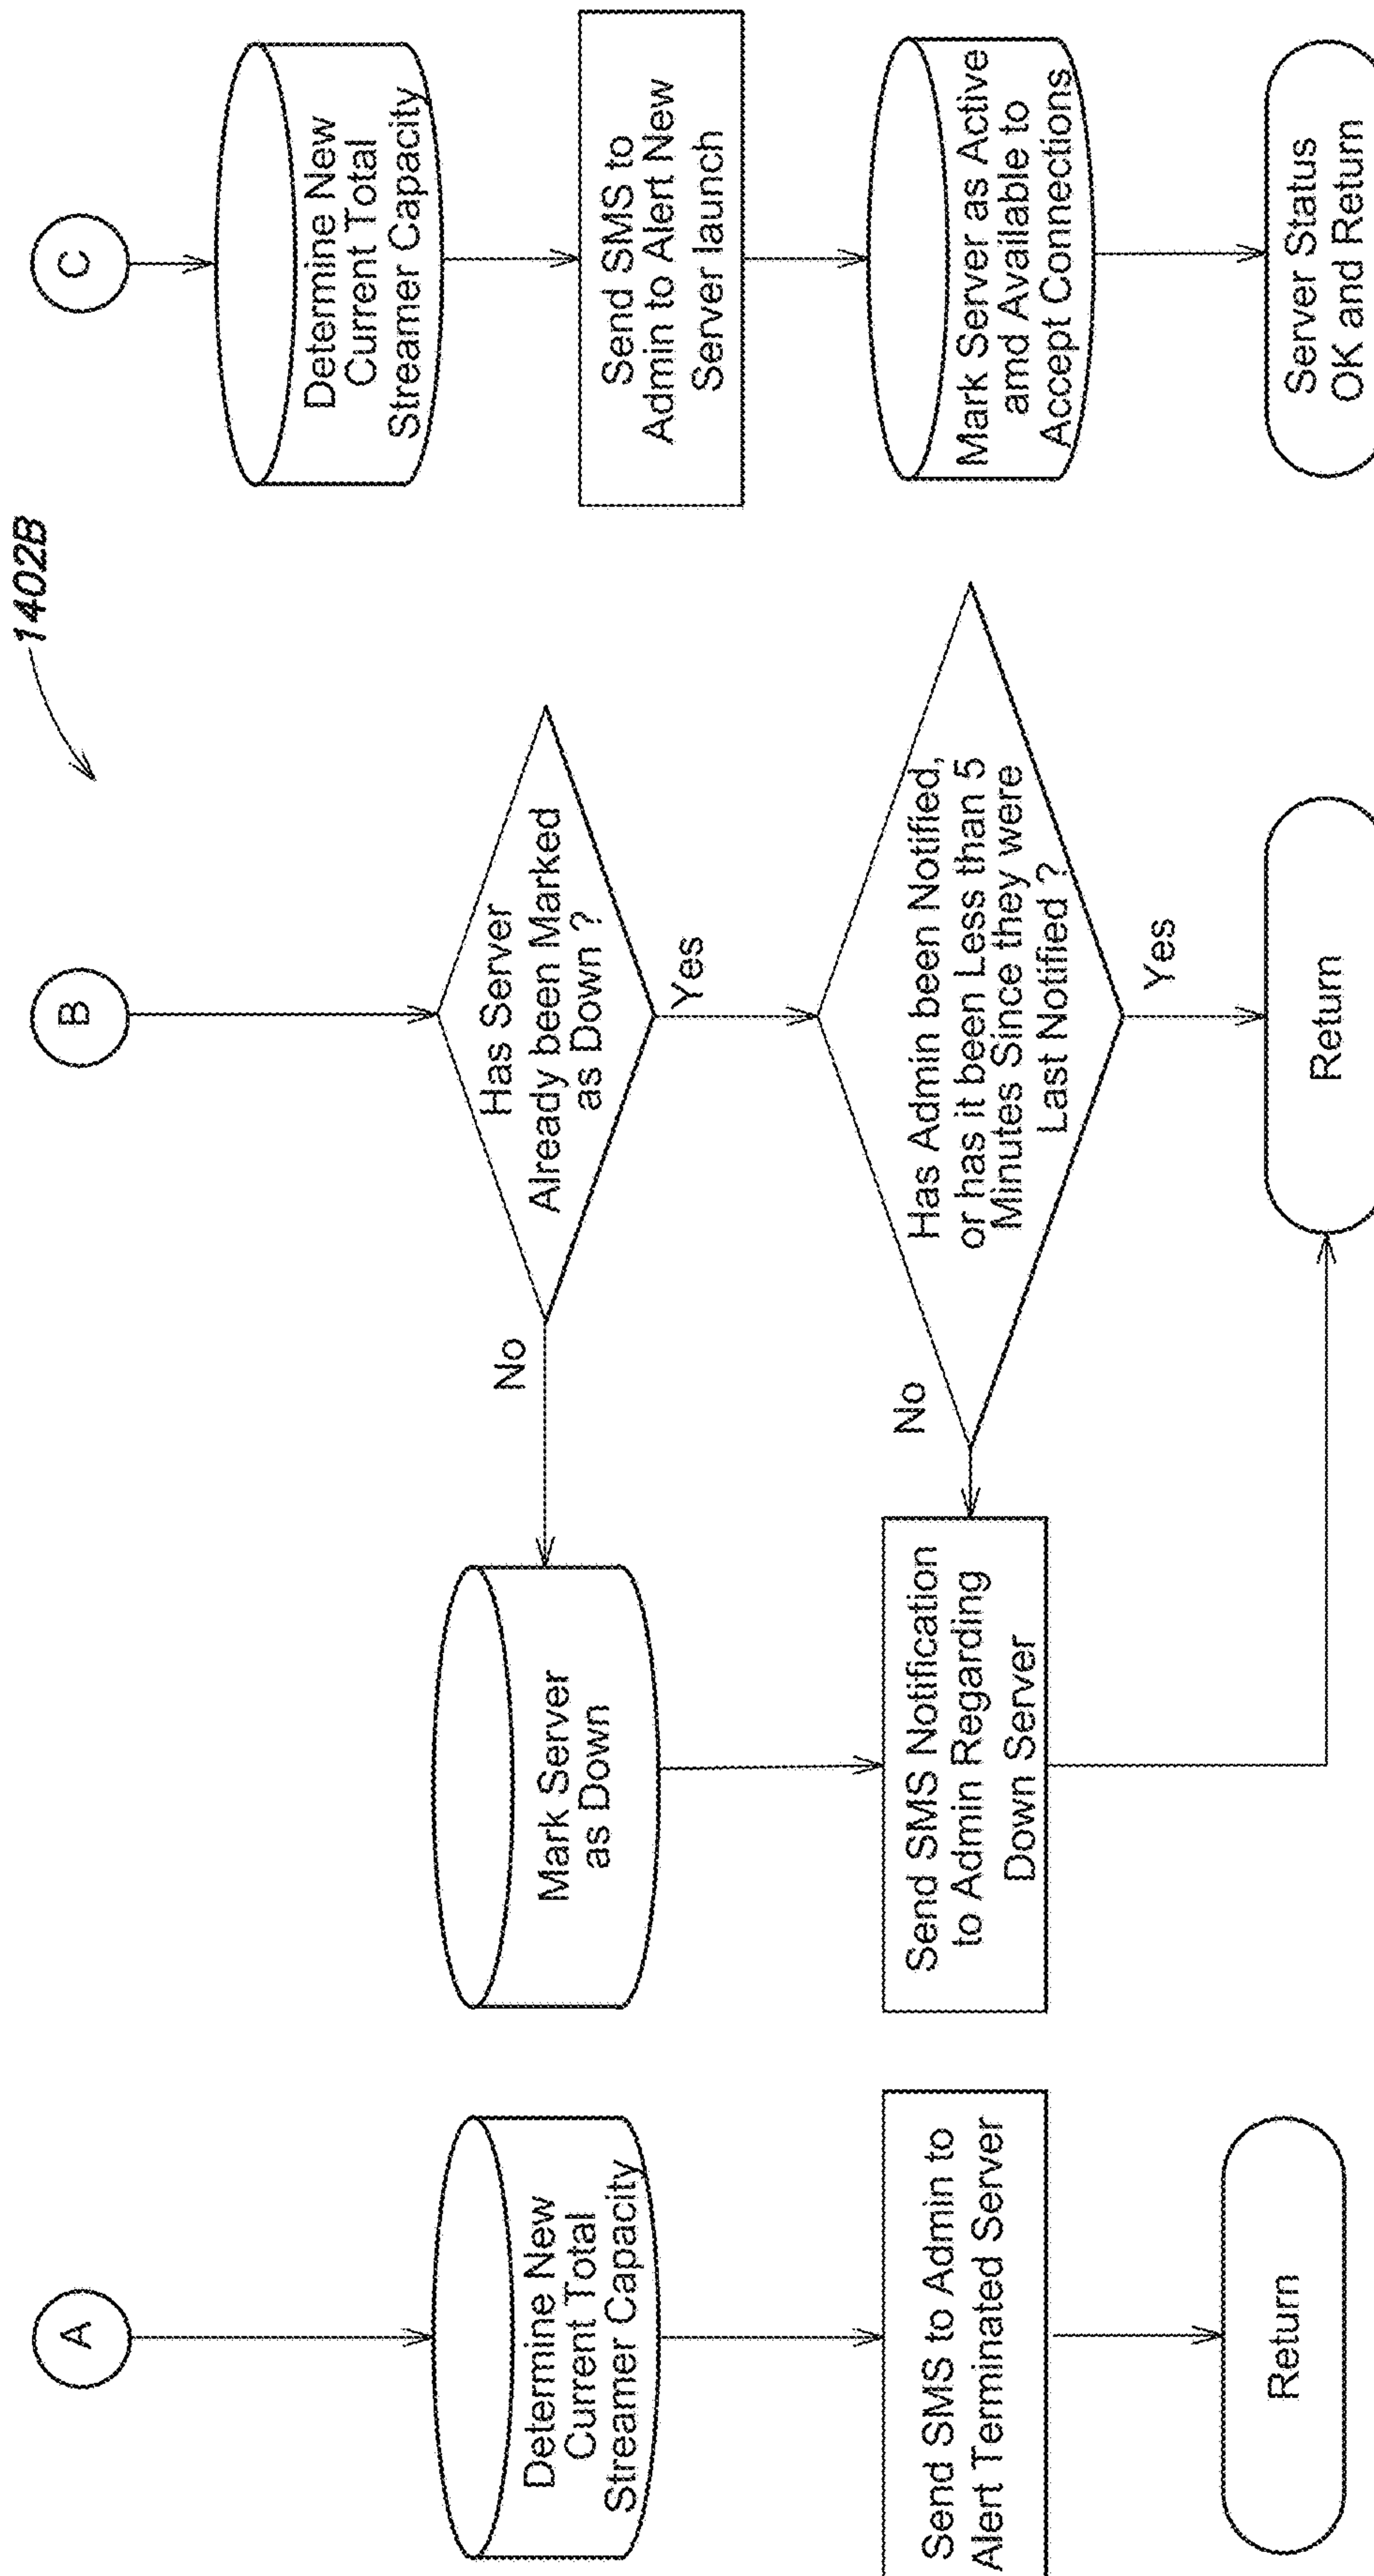 1402B
A
Determine New
Current Total
Streamer Capacity
Send SMS to Admin to
Alert Terminated Server
Return
B
Has Server
Already been Marked
as Down ?
No
Yes
Mark Server
as Down
Has Admin been Notified,
or has it been Less than 5
Minutes Since they were
Last Notified ?
No
Yes
Send SMS Notification
to Admin Regarding
Down Server
Return
C
Determine New
Current Total
Streamer Capacity
Send SMS to
Admin to Alert New
Server launch
Mark Server as Active
amd Available to
Accept Connections
Server Status
OK and Return